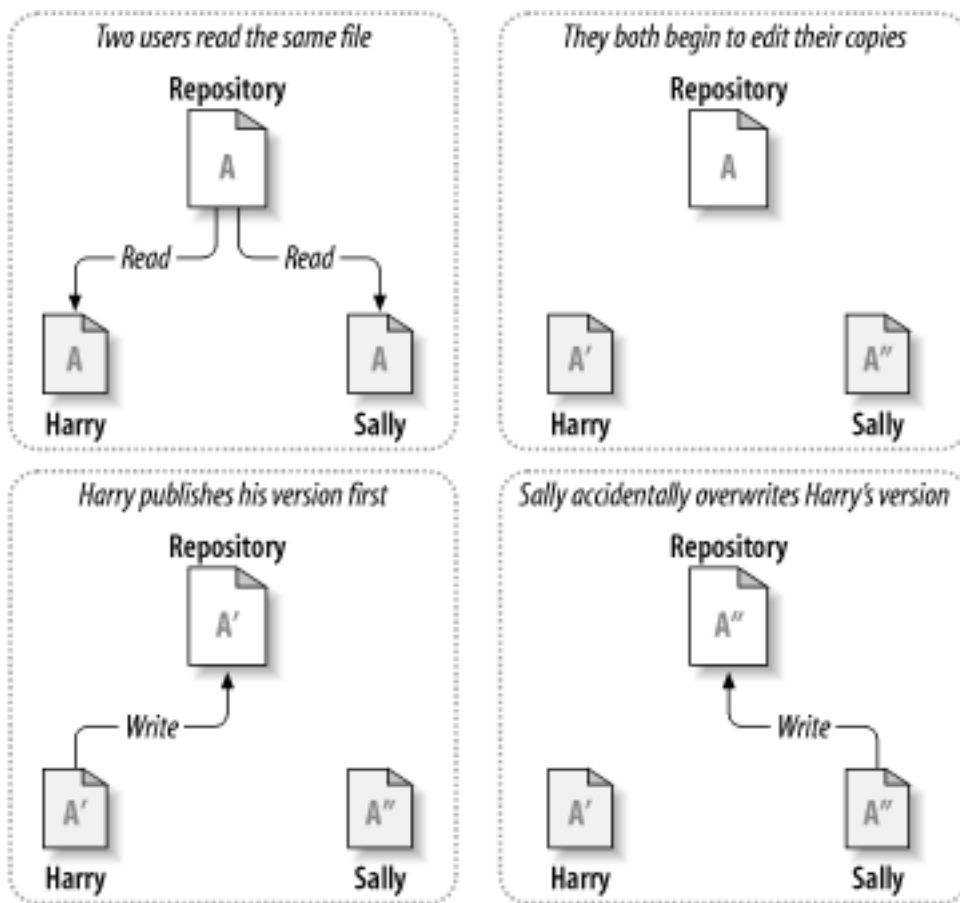 Two users read the same file
Repository
A
Read Read
A A
Harry Sally
They both begin to edit their copies
Repository
A
A′ A″
Harry Sally
Harry publishes his version first
Repository
A′
Write
A′ A″
Harry Sally
Sally accidentally overwrites Harry’s version
Repository
A″
Write
A′ A″
Harry Sally